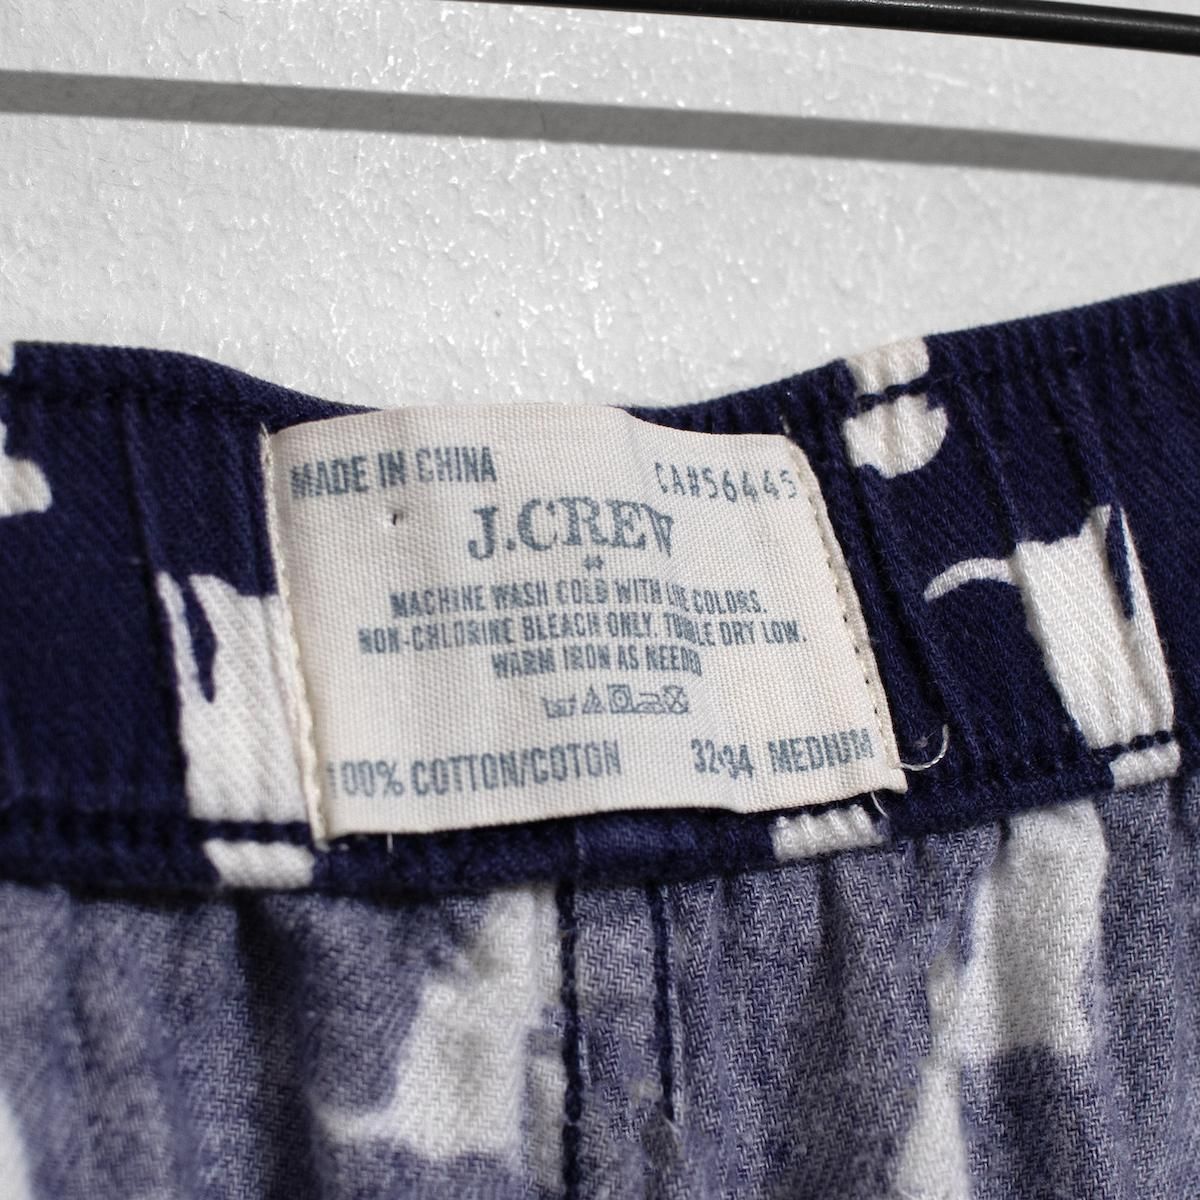 MADE IN CHINA CA#56445
J.CREW
MACHINE WASH COLD WITH LIKE COLORS.
NON-CHLORINE BLEACH ONLY. TUMBLE DRY LOW.
WARM IRON AS NEEDED
100% COTTON/COTON 32-34 MEDIUM